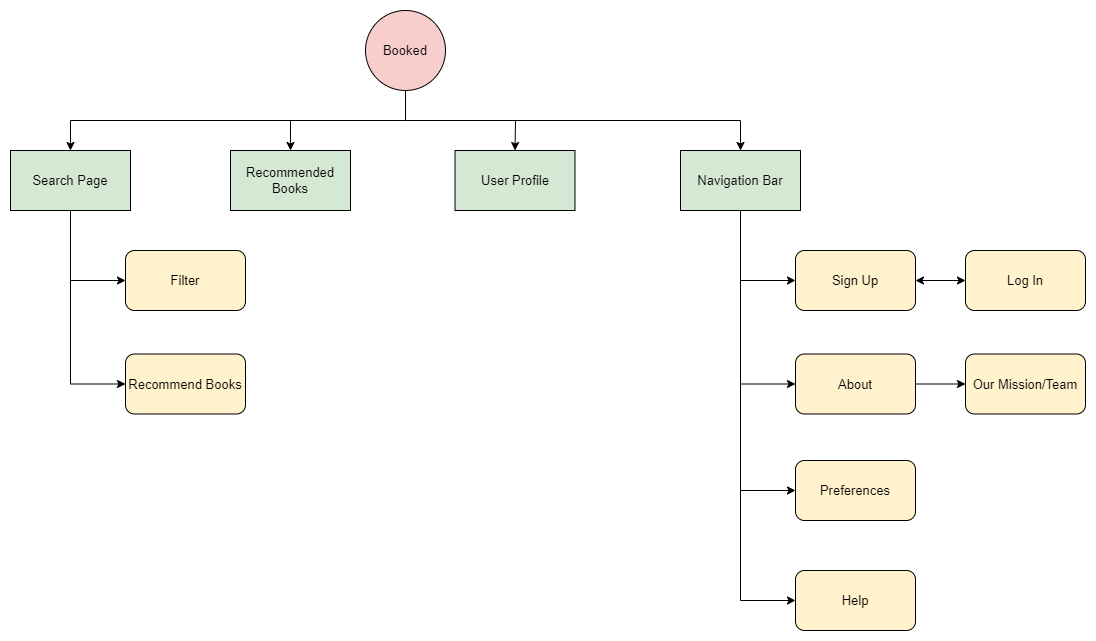 Booked
Search Page
Recommended
Books
User Profile
Navigation Bar
Filter
Sign Up
Log In
Recommend Books
About
Our Mission/Team
Preferences
Help